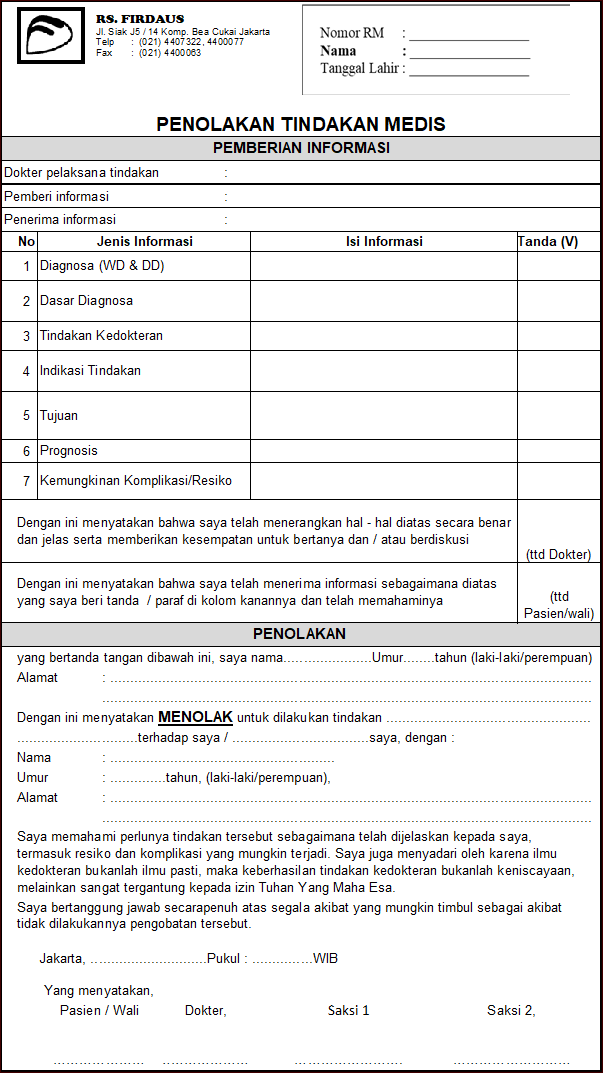 RS. FIRDAUS
Jl. Siak J5 / 14 Komp. Bea Cukai Jakarta
Telp : (021) 4407322, 4400077
Fax : (021) 4400063
Nomor RM : ________________
Nama : ________________
Tanggal Lahir : ________________
PENOLAKAN TINDAKAN MEDIS
PEMBERIAN INFORMASI
Dokter pelaksana tindakan :
Pemberi informasi :
Penerima informasi :
No Jenis Informasi Isi Informasi Tanda (V)
1 Diagnosa (WD & DD)
2 Dasar Diagnosa
3 Tindakan Kedokteran
4 Indikasi Tindakan
5 Tujuan
6 Prognosis
7 Kemungkinan Komplikasi/Resiko
Dengan ini menyatakan bahwa saya telah menerangkan hal - hal diatas secara benar
dan jelas serta memberikan kesempatan untuk bertanya dan / atau berdiskusi
(ttd Dokter)
Dengan ini menyatakan bahwa saya telah menerima informasi sebagaimana diatas
yang saya beri tanda / paraf di kolom kanannya dan telah memahaminya
(ttd
Pasien/wali)
PENOLAKAN
yang bertanda tangan dibawah ini, saya nama......................Umur........tahun (laki-laki/perempuan)
Alamat : ........................................................................
........................................................................
Dengan ini menyatakan MENOLAK untuk dilakukan tindakan ..............................
..............................terhadap saya / ..................................saya, dengan :
Nama : ........................................................
Umur : ..............tahun, (laki-laki/perempuan),
Alamat : ........................................................................
........................................................................
Saya memahami perlunya tindakan tersebut sebagaimana telah dijelaskan kepada saya,
termasuk resiko dan komplikasi yang mungkin terjadi. Saya juga menyadari oleh karena ilmu
kedokteran bukanlah ilmu pasti, maka keberhasilan tindakan kedokteran bukanlah keniscayaan,
melainkan sangat tergantung kepada izin Tuhan Yang Maha Esa.
Saya bertanggung jawab secarapenuh atas segala akibat yang mungkin timbul sebagai akibat
tidak dilakukannya pengobatan tersebut.
Jakarta, .............................Pukul : ...............WIB
Yang menyatakan,
Pasien / Wali Dokter, Saksi 1 Saksi 2,
..................... ..................... ......................... ...........................